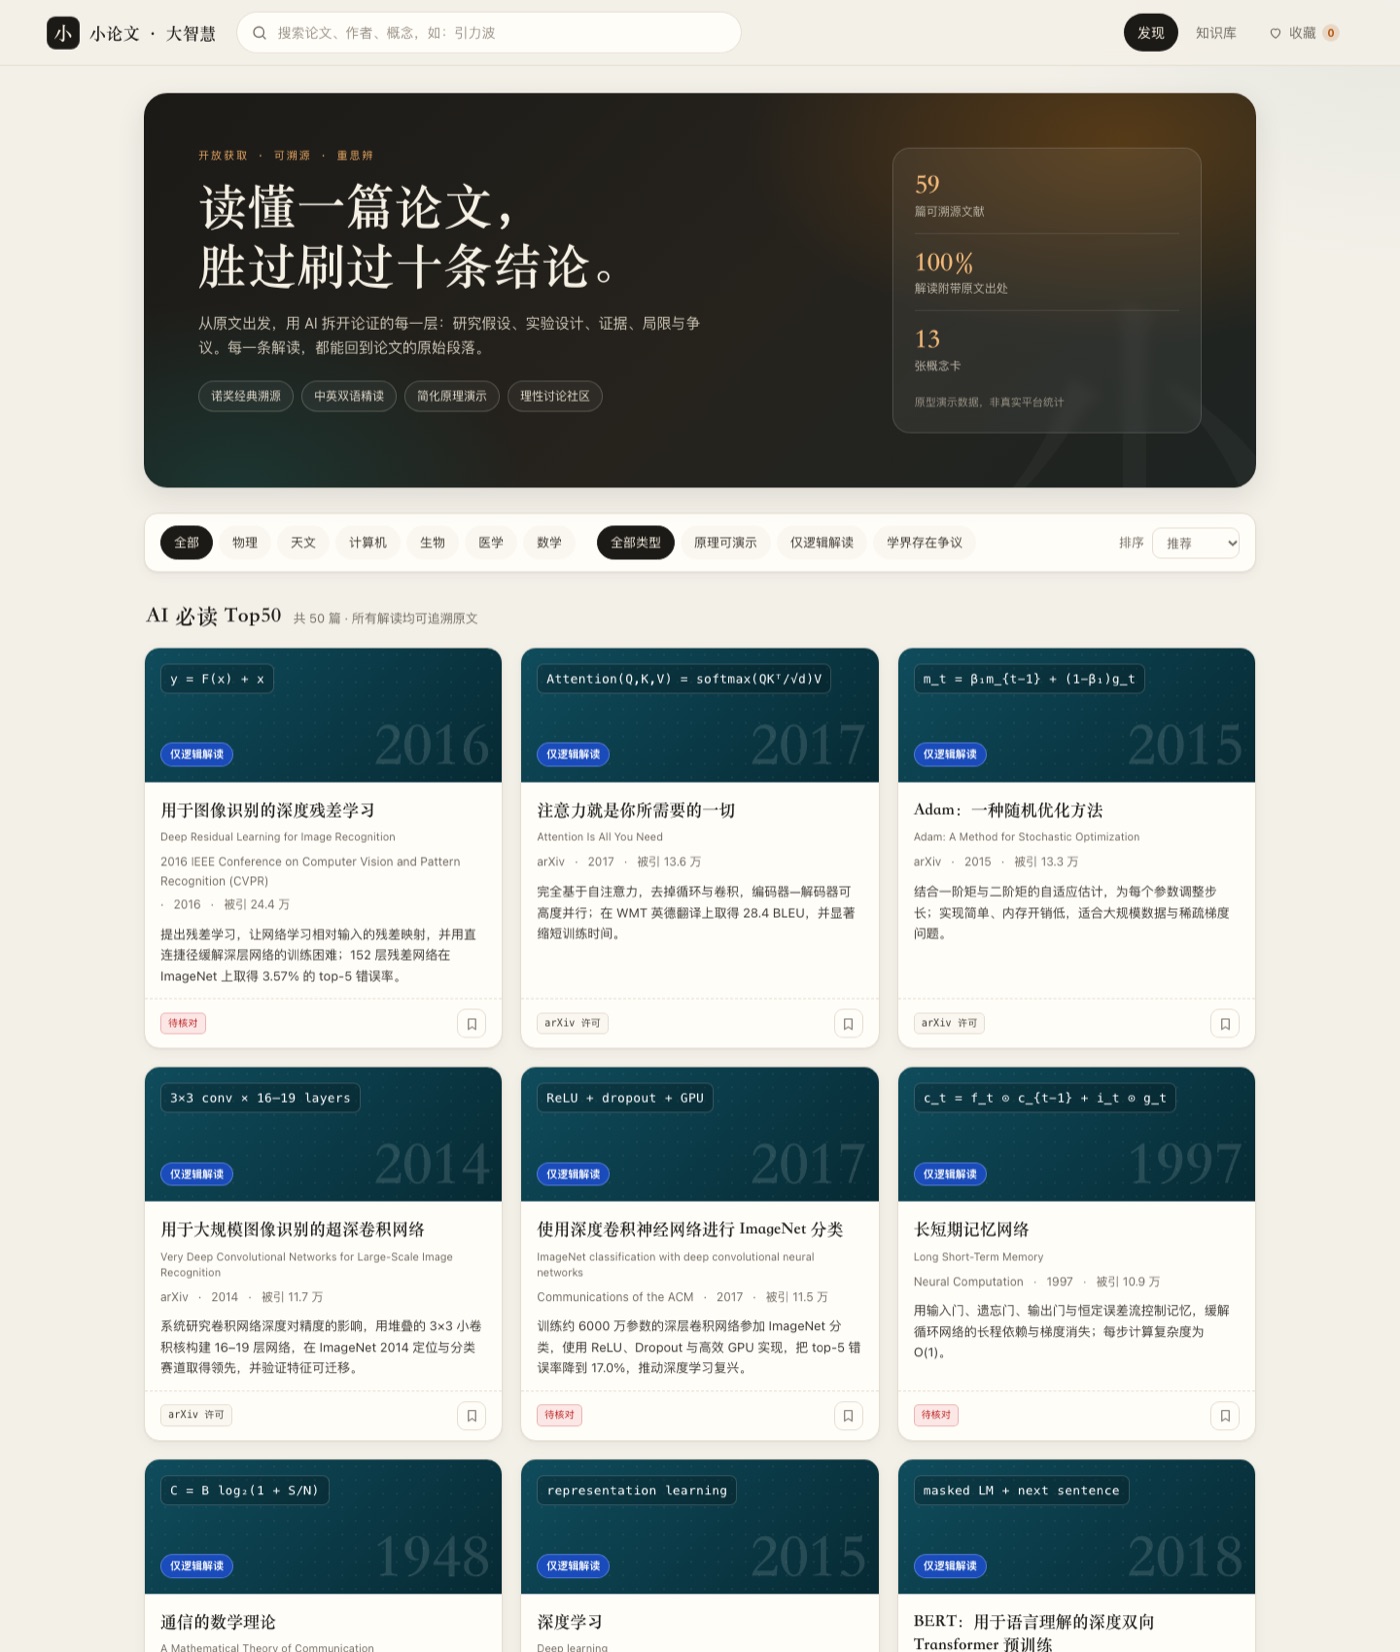 小
小论文 · 大智慧
搜索论文、作者、概念，如：引力波
发现
知识库
收藏
0
开放获取 · 可溯源 · 重思辨
读懂一篇论文，
胜过刷过十条结论。
从原文出发，用 AI 拆开论证的每一层：研究假设、实验设计、证据、局限与争
议。每一条解读，都能回到论文的原始段落。
诺奖经典溯源
中英双语精读
简化原理演示
理性讨论社区
59
篇可溯源文献
100%
解读附带原文出处
13
张概念卡
原型演示数据，非真实平台统计
小
全部
物理
天文
计算机
生物
医学
数学
全部类型
原理可演示
仅逻辑解读
学界存在争议
排序
推荐
AI 必读 Top50
共 50 篇 · 所有解读均可追溯原文
y = F(x) + x
2016
仅逻辑解读
用于图像识别的深度残差学习
Deep Residual Learning for Image Recognition
2016 IEEE Conference on Computer Vision and Pattern
Recognition (CVPR)
· 2016 · 被引 24.4 万
提出残差学习，让网络学习相对输入的残差映射，并用直
连捷径缓解深层网络的训练困难；152 层残差网络在
ImageNet 上取得 3.57% 的 top-5 错误率。
待核对
Attention(Q,K,V) = softmax(QKᵀ/√d)V
2017
仅逻辑解读
注意力就是你所需要的一切
Attention Is All You Need
arXiv · 2017 · 被引 13.6 万
完全基于自注意力，去掉循环与卷积，编码器—解码器可
高度并行；在 WMT 英德翻译上取得 28.4 BLEU，并显著
缩短训练时间。
arXiv 许可
m_t = β₁m_{t−1} + (1−β₁)g_t
2015
仅逻辑解读
Adam：一种随机优化方法
Adam: A Method for Stochastic Optimization
arXiv · 2015 · 被引 13.3 万
结合一阶矩与二阶矩的自适应估计，为每个参数调整步
长；实现简单、内存开销低，适合大规模数据与稀疏梯度
问题。
arXiv 许可
3×3 conv × 16–19 layers
2014
仅逻辑解读
用于大规模图像识别的超深卷积网络
Very Deep Convolutional Networks for Large-Scale Image
Recognition
arXiv · 2014 · 被引 11.7 万
系统研究卷积网络深度对精度的影响，用堆叠的 3×3 小卷
积核构建 16–19 层网络，在 ImageNet 2014 定位与分类
赛道取得领先，并验证特征可迁移。
arXiv 许可
ReLU + dropout + GPU
2017
仅逻辑解读
使用深度卷积神经网络进行 ImageNet 分类
ImageNet classification with deep convolutional neural
networks
Communications of the ACM · 2017 · 被引 11.5 万
训练约 6000 万参数的深层卷积网络参加 ImageNet 分
类，使用 ReLU、Dropout 与高效 GPU 实现，把 top-5 错
误率降到 17.0%，推动深度学习复兴。
待核对
c_t = f_t ⊙ c_{t−1} + i_t ⊙ g_t
1997
仅逻辑解读
长短期记忆网络
Long Short-Term Memory
Neural Computation · 1997 · 被引 10.9 万
用输入门、遗忘门、输出门与恒定误差流控制记忆，缓解
循环网络的长程依赖与梯度消失；每步计算复杂度为
O(1)。
待核对
C = B log₂(1 + S/N)
1948
仅逻辑解读
通信的数学理论
A Mathematical Theory of Communication
representation learning
2015
仅逻辑解读
深度学习
Deep learning
masked LM + next sentence
2018
仅逻辑解读
BERT：用于语言理解的深度双向
Transformer 预训练